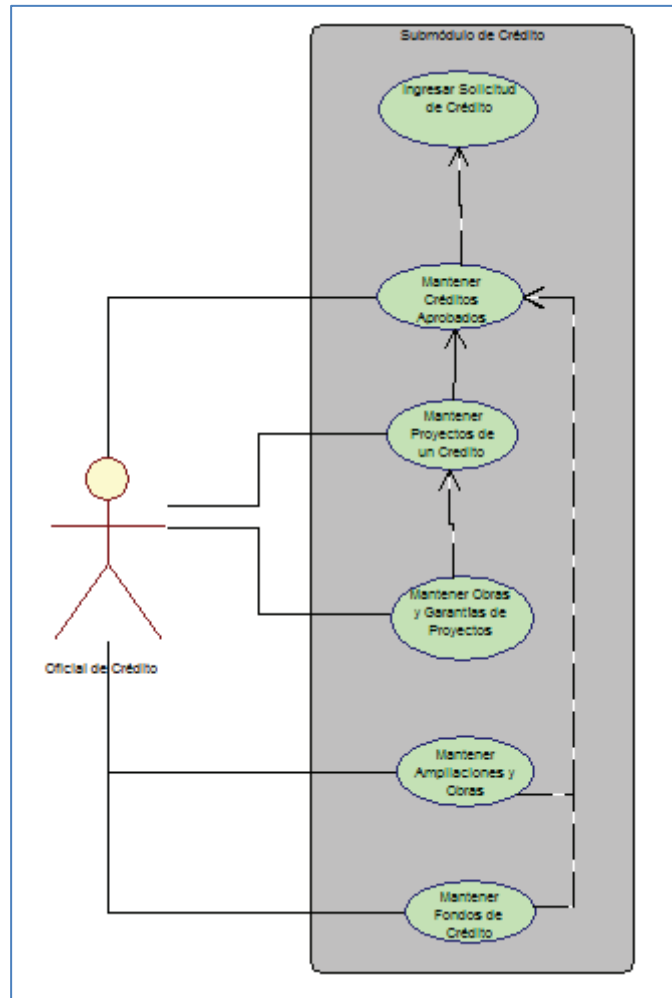 Submódulo de Crédito
Ingresar Solicitud
de Crédito
Mantener
Créditos
Aprobados
Mantener
Proyectos de
un Credito
Mantener Obras
y Garantías de
Proyectos
Oficial de Crédito
Mantener
Ampliaciones y
Obras
Mantener
Fondos de
Crédito